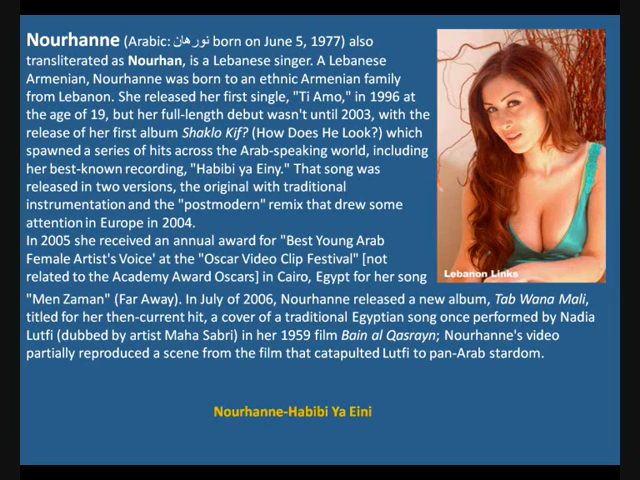 Nourhanne (Arabic: نورهان born on June 5, 1977) also
transliterated as Nourhan, is a Lebanese singer. A Lebanese
Armenian, Nourhanne was born to an ethnic Armenian family
from Lebanon. She released her first single, "Ti Amo," in 1996 at
the age of 19, but her full-length debut wasn't until 2003, with the
release of her first album Shaklo Kif? (How Does He Look?) which
spawned a series of hits across the Arab-speaking world, including
her best-known recording, "Habibi ya Einy." That song was
released in two versions, the original with traditional
instrumentation and the "postmodern" remix that drew some
attention in Europe in 2004.
In 2005 she received an annual award for "Best Young Arab
Female Artist's Voice' at the "Oscar Video Clip Festival" [not
related to the Academy Award Oscars] in Cairo, Egypt for her song
"Men Zaman" (Far Away). In July of 2006, Nourhanne released a new album, Tab Wana Mali,
titled for her then-current hit, a cover of a traditional Egyptian song once performed by Nadia
Lutfi (dubbed by artist Maha Sabri) in her 1959 film Bain al Qasrayn; Nourhanne's video
partially reproduced a scene from the film that catapulted Lutfi to pan-Arab stardom.
Lebanon Links
Nourhanne-Habibi Ya Eini